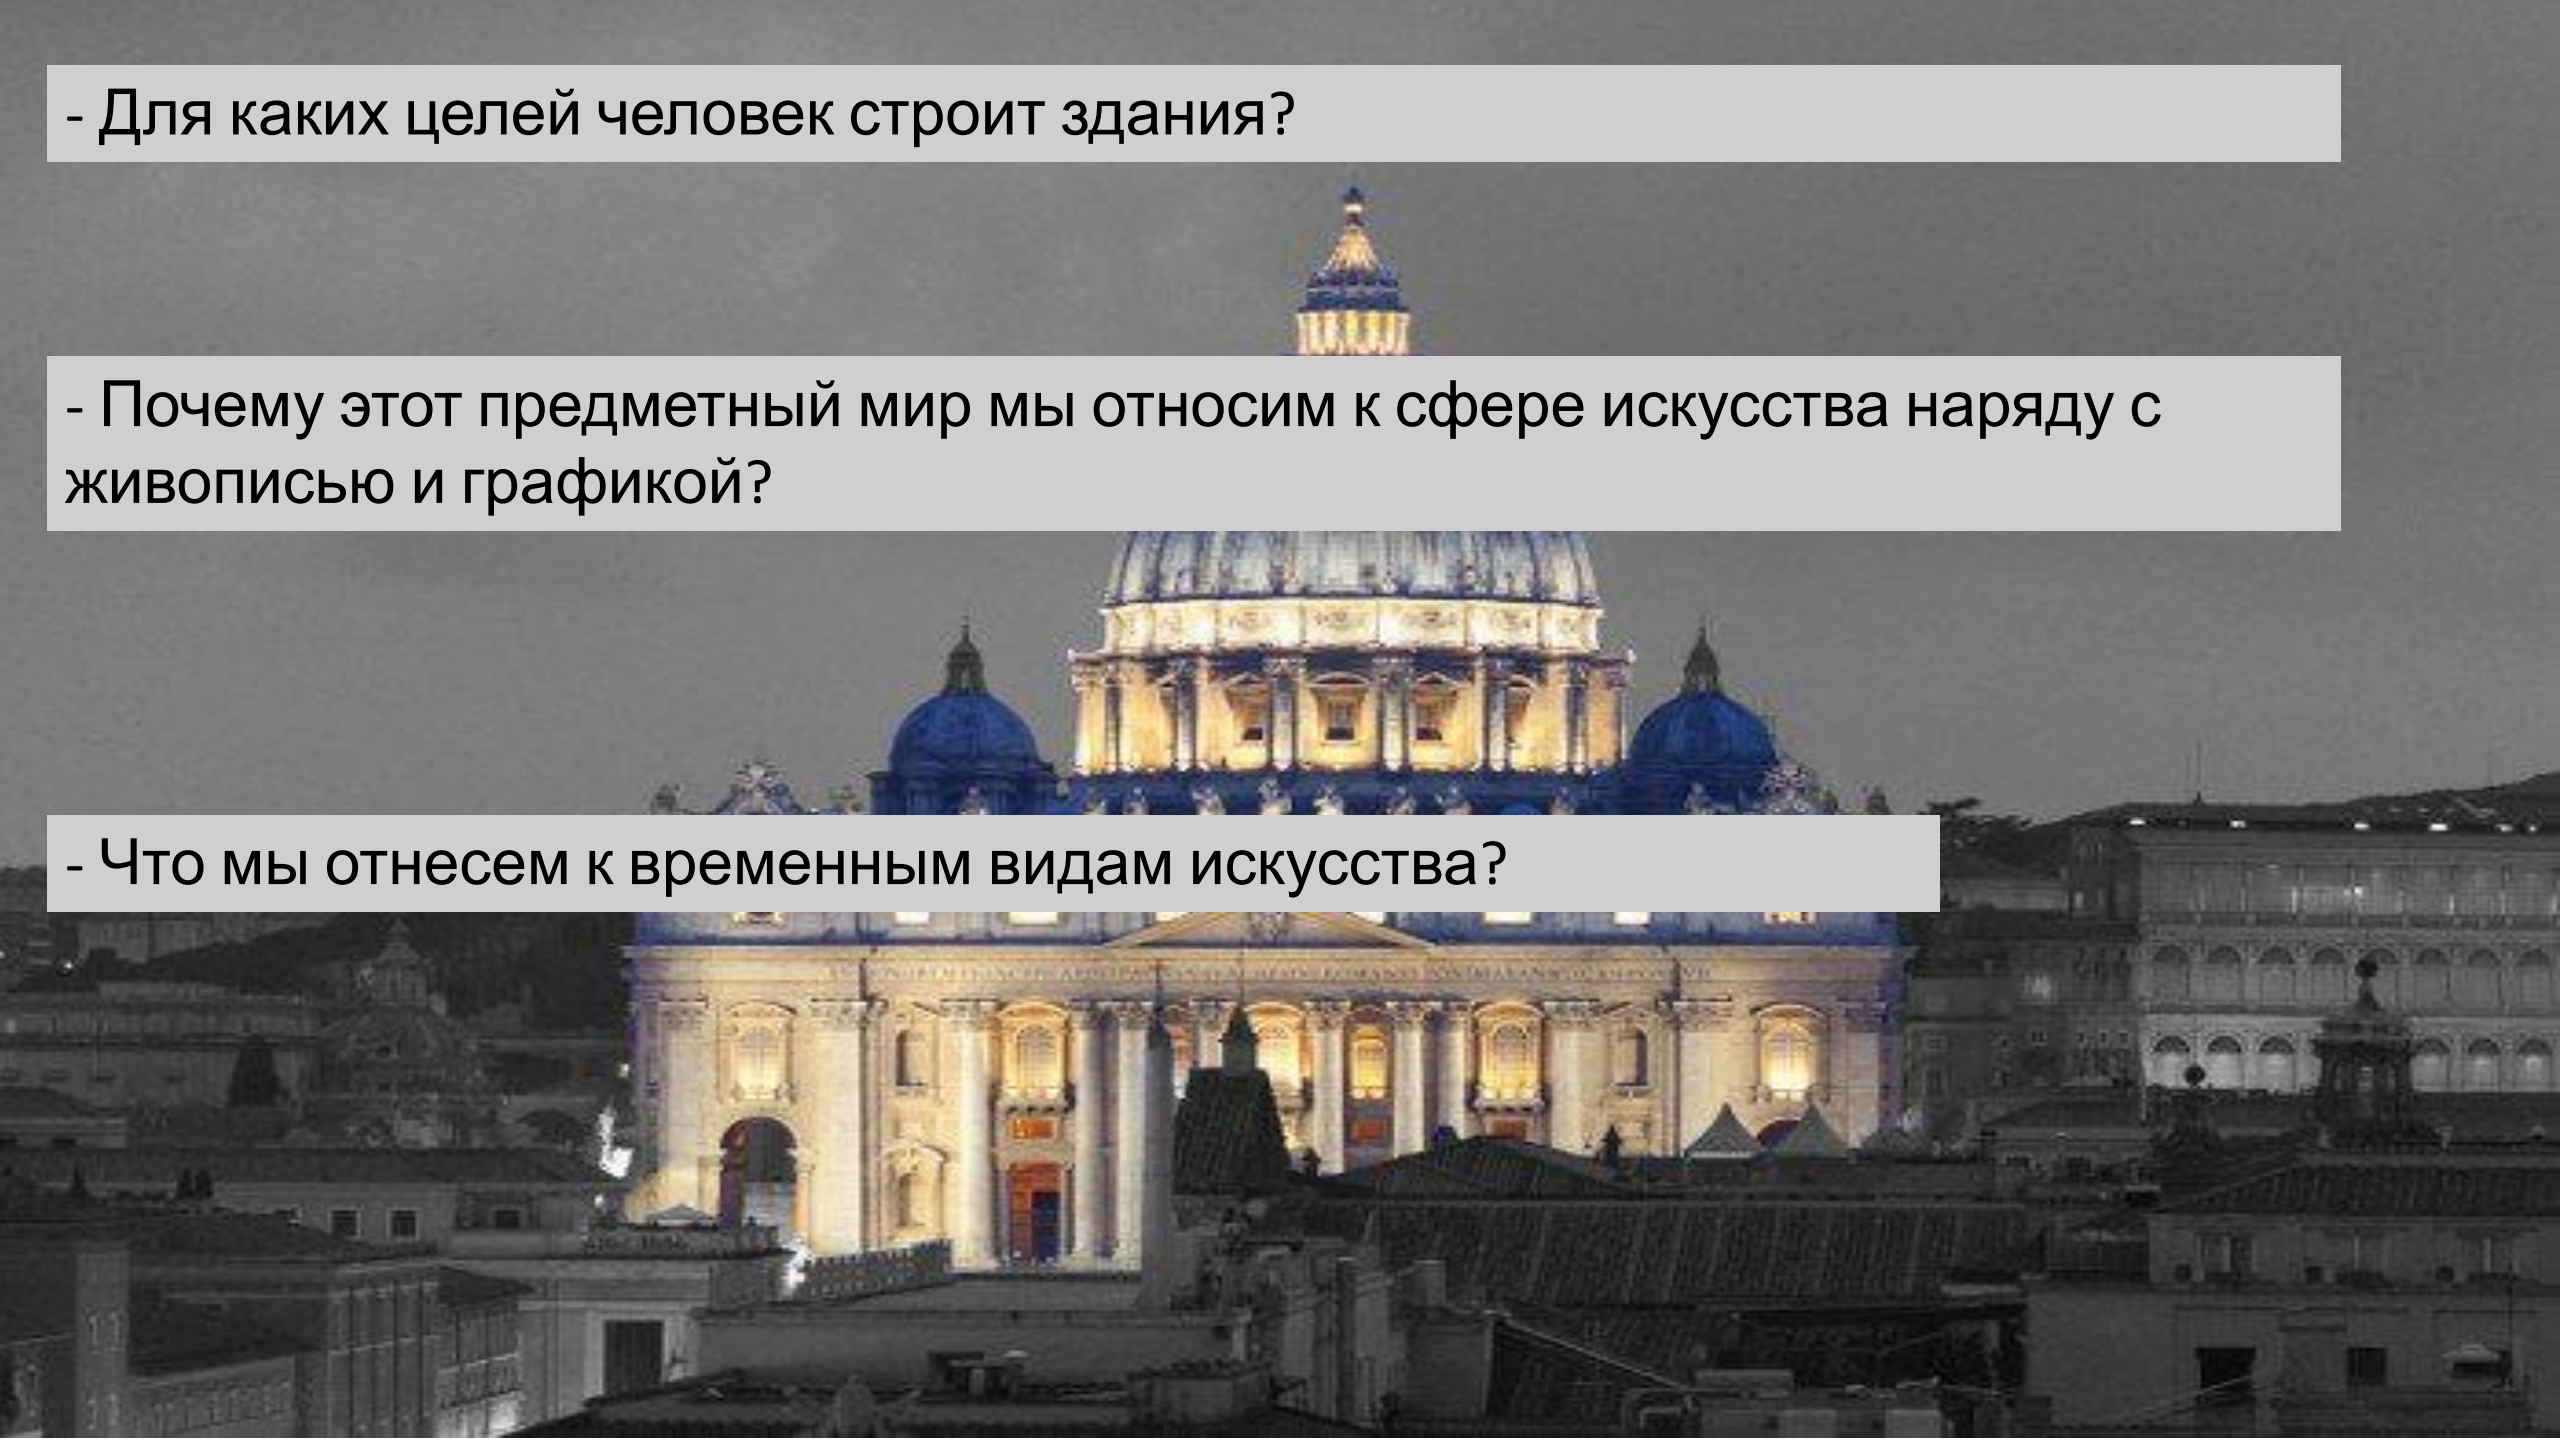 - Для каких целей человек строит здания?
- Почему этот предметный мир мы относим к сфере искусства наряду с
живописью и графикой?
- Что мы отнесем к временным видам искусства?